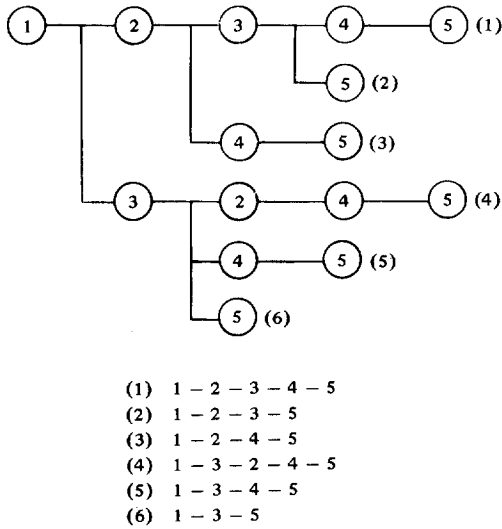 1 2 3 4 5 (1)
5 (2)
4 5 (3)
3 2 4 5 (4)
4 5 (5)
5 (6)
(1) 1 – 2 – 3 – 4 – 5
(2) 1 – 2 – 3 – 5
(3) 1 – 2 – 4 – 5
(4) 1 – 3 – 2 – 4 – 5
(5) 1 – 3 – 4 – 5
(6) 1 – 3 – 5